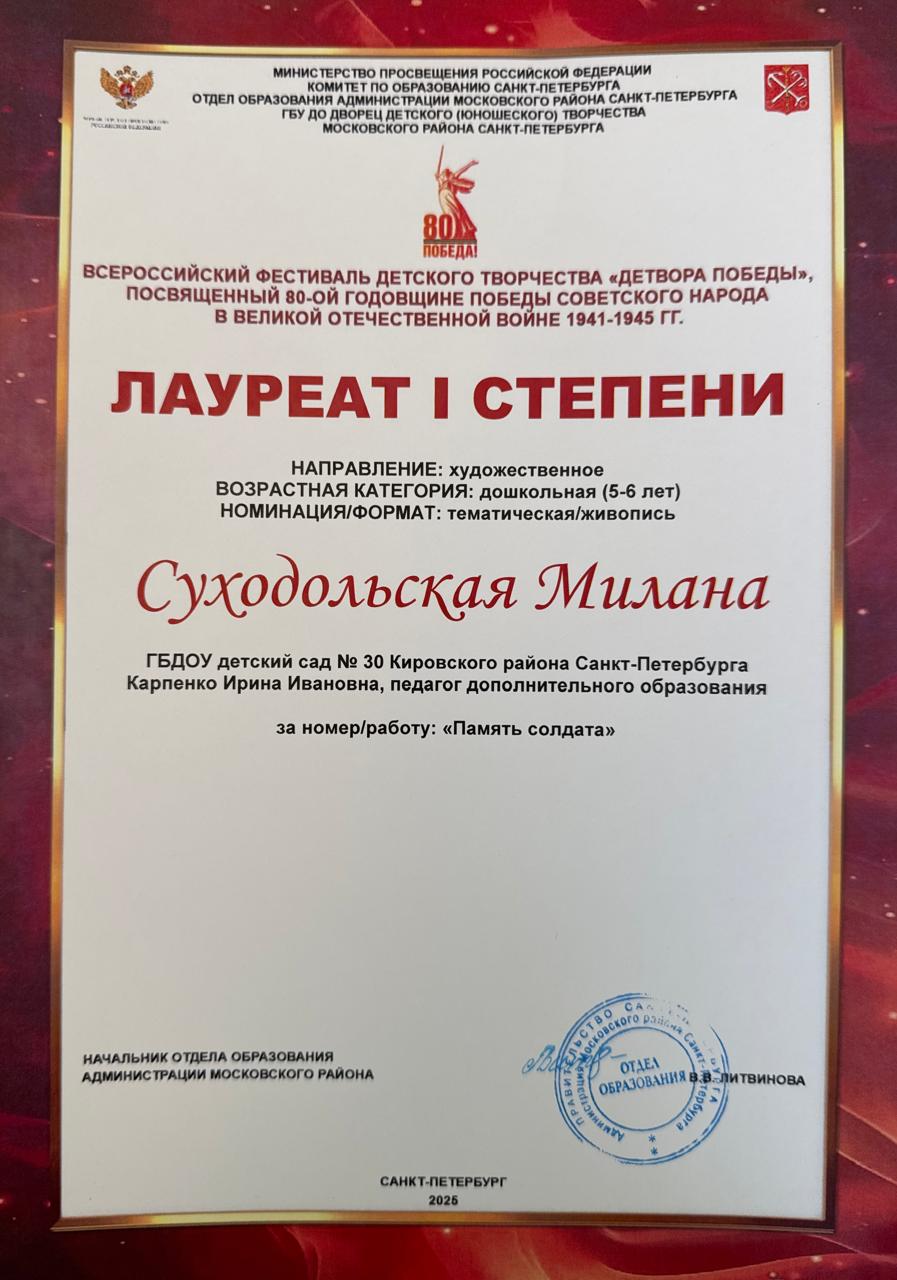 МИНИСТЕРСТВО ПРОСВЕЩЕНИЯ РОССИЙСКОЙ ФЕДЕРАЦИИ
КОМИТЕТ ПО ОБРАЗОВАНИЮ САНКТ-ПЕТЕРБУРГА
ОТДЕЛ ОБРАЗОВАНИЯ АДМИНИСТРАЦИИ МОСКОВСКОГО РАЙОНА САНКТ-ПЕТЕРБУРГА
ГБУ ДО ДВОРЕЦ ДЕТСКОГО (ЮНОШЕСКОГО) ТВОРЧЕСТВА
МОСКОВСКОГО РАЙОНА САНКТ-ПЕТЕРБУРГА
80
ПОБЕДА!
ВСЕРОССИЙСКИЙ ФЕСТИВАЛЬ ДЕТСКОГО ТВОРЧЕСТВА «ДЕТВОРА ПОБЕДЫ»,
ПОСВЯЩЕННЫЙ 80-ОЙ ГОДОВЩИНЕ ПОБЕДЫ СОВЕТСКОГО НАРОДА
В ВЕЛИКОЙ ОТЕЧЕСТВЕННОЙ ВОЙНЕ 1941-1945 ГГ.
ЛАУРЕАТ I СТЕПЕНИ
НАПРАВЛЕНИЕ: художественное
ВОЗРАСТНАЯ КАТЕГОРИЯ: дошкольная (5-6 лет)
НОМИНАЦИЯ/ФОРМАТ: тематическая/живопись
Суходольская Милана
ГБДОУ детский сад № 30 Кировского района Санкт-Петербурга
Карпенко Ирина Ивановна, педагог дополнительного образования
за номер/работу: «Память солдата»
НАЧАЛЬНИК ОТДЕЛА ОБРАЗОВАНИЯ
АДМИНИСТРАЦИИ МОСКОВСКОГО РАЙОНА
Администрация Московского района Санкт-Петербурга
ОТДЕЛ
ОБРАЗОВАНИЯ
В.В. ЛИТВИНОВА
САНКТ-ПЕТЕРБУРГ
2025